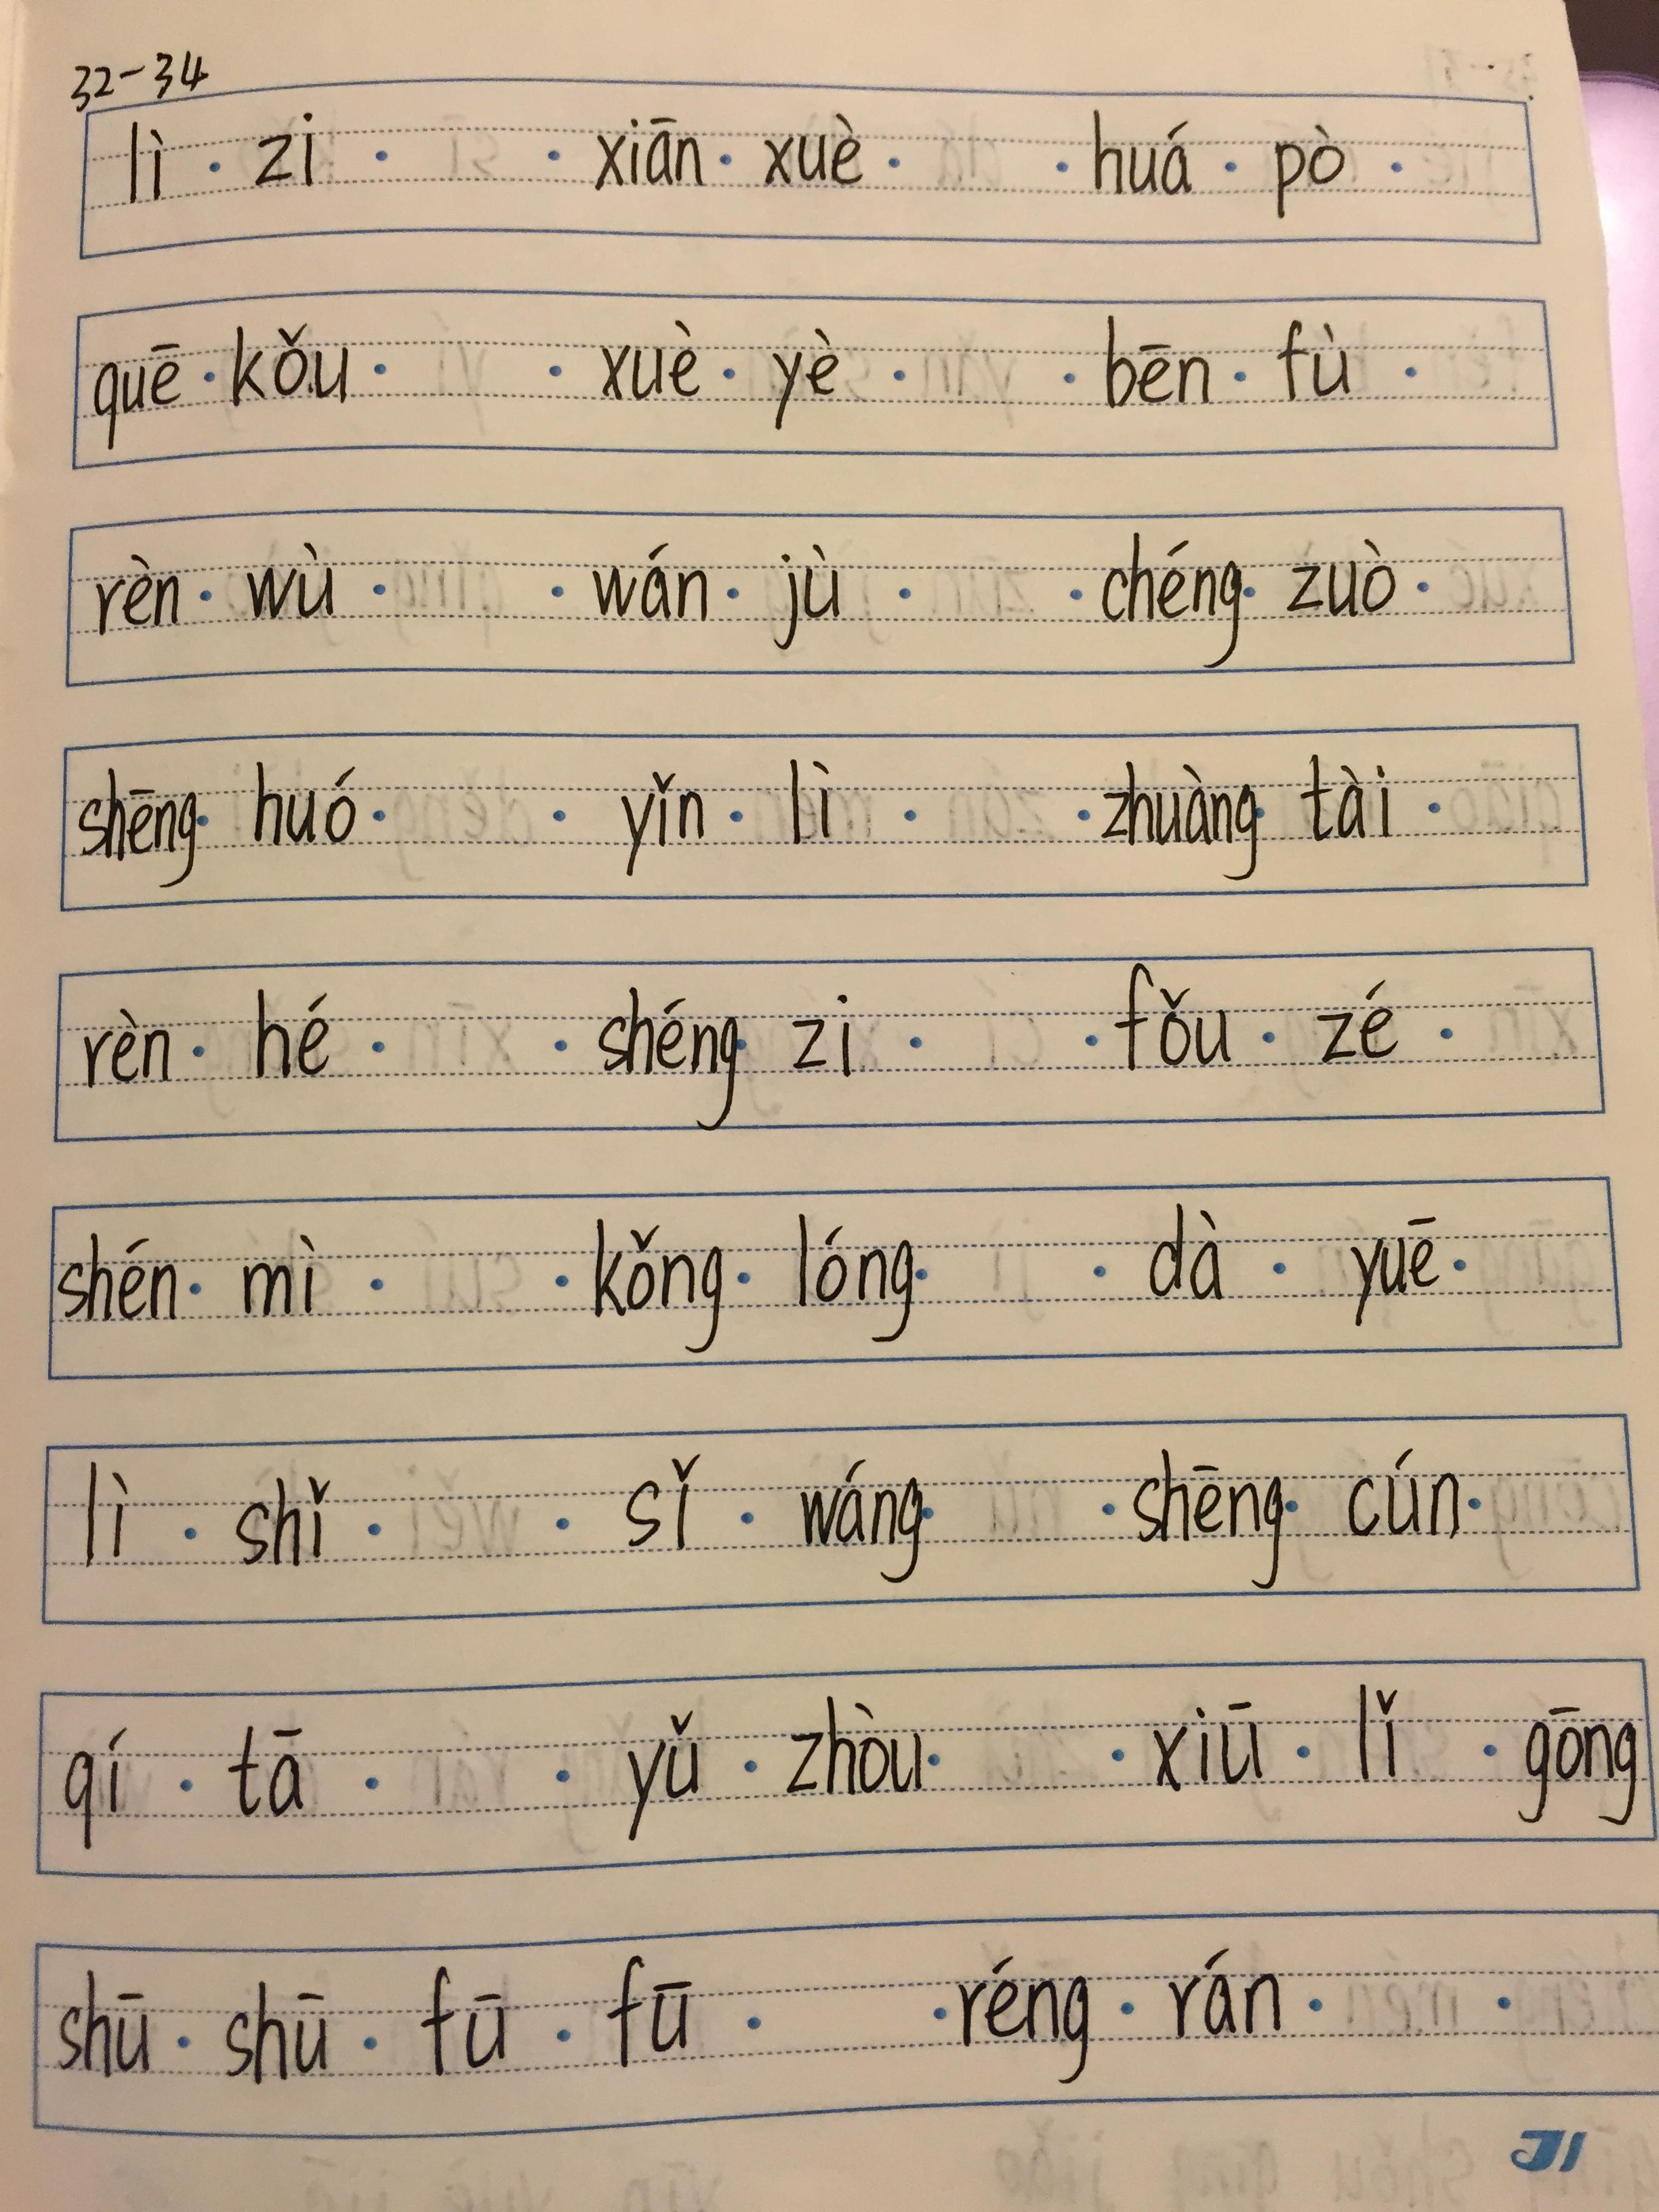 32-34
lì zi xiān xuè huá pò
quē kǒu xuè yè bēn fù
rèn wù wán jù chéng zuò
shēng huó yǐn lì zhuàng tài
rèn hé shéng zi fǒu zé
shén mì kǒng lóng dà yuē
lì shǐ sǐ wáng shēng cún
qí tā yǔ zhòu xiū lǐ gōng
shū shū fū fū réng rán